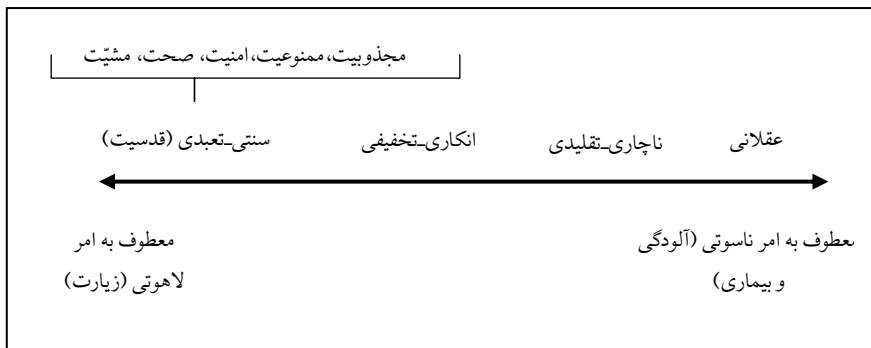 مجذوبیت، ممنوعیت، امنیت، صحت، مشیّت
عقلانی ناچاری-تقلیدی انکاری-تخفیفی سنتی-تعبدی (قدسیت)
معطوف به امر ناسوتی (آلودگی
و بیماری)
معطوف به امر
لاهوتی (زیارت)